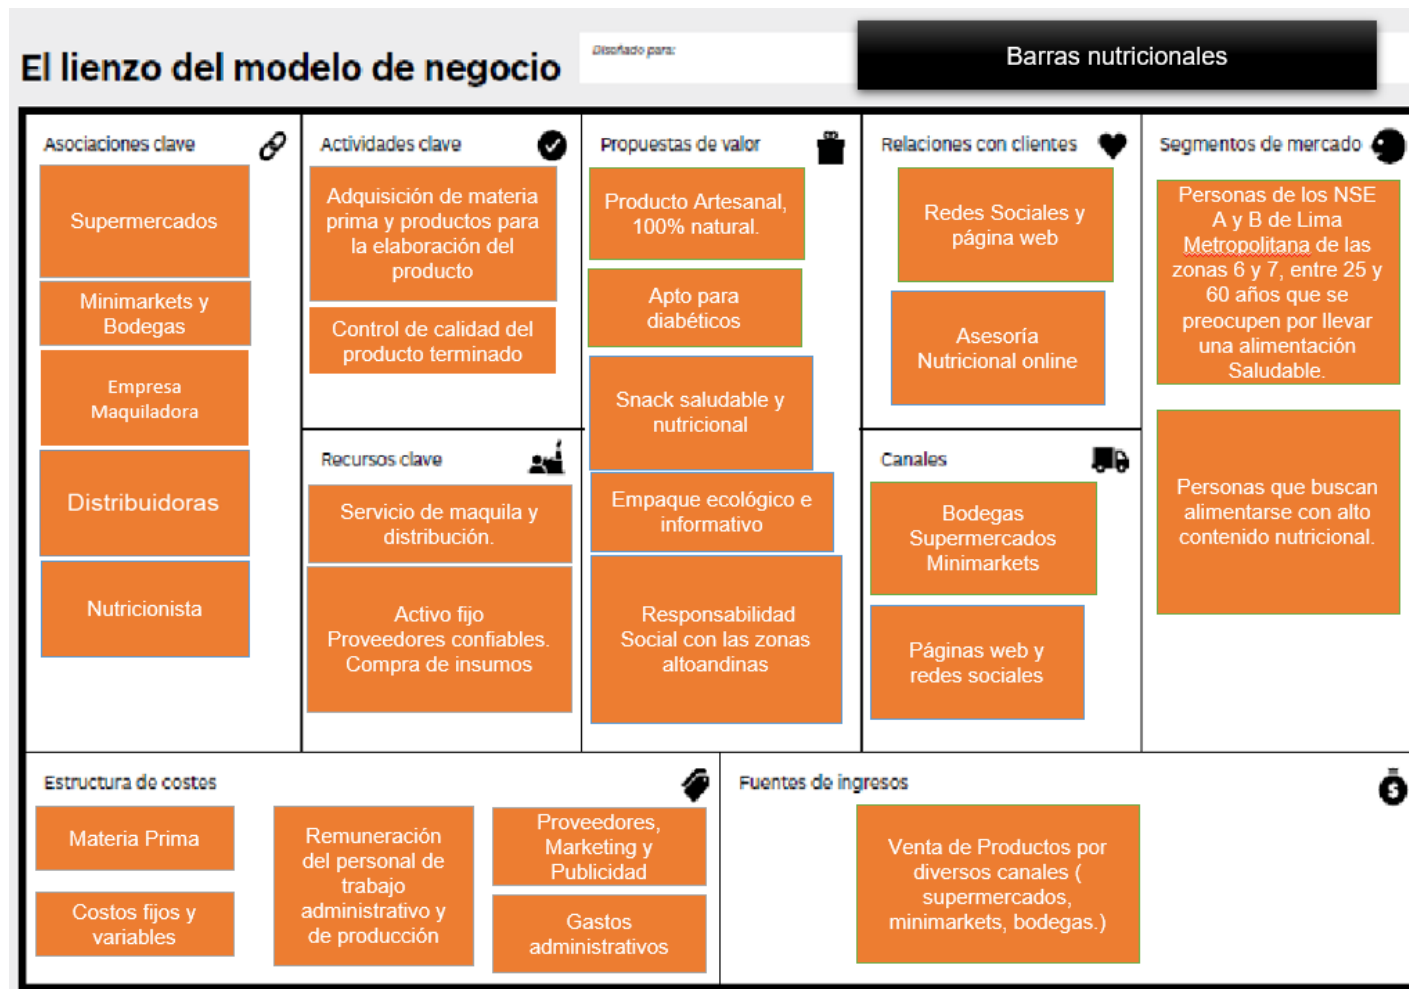 El lienzo del modelo de negocio
Diseñado para:
Barras nutricionales
Asociaciones clave
Supermercados
Minimarkets y
Bodegas
Empresa
Maquiladora
Distribuidoras
Nutricionista
Actividades clave
Adquisición de materia
prima y productos para
la elaboración del
producto
Control de calidad del
producto terminado
Recursos clave
Servicio de maquila y
distribución.
Activo fijo
Proveedores confiables.
Compra de insumos
Propuestas de valor
Producto Artesanal,
100% natural.
Apto para
diabéticos
Snack saludable y
nutricional
Empaque ecológico e
informativo
Responsabilidad
Social con las zonas
altoandinas
Relaciones con clientes
Redes Sociales y
página web
Asesoría
Nutricional online
Canales
Bodegas
Supermercados
Minimarkets
Páginas web y
redes sociales
Segmentos de mercado
Personas de los NSE
A y B de Lima
Metropolitana de las
zonas 6 y 7, entre 25 y
60 años que se
preocupen por llevar
una alimentación
Saludable.
Personas que buscan
alimentarse con alto
contenido nutricional.
Estructura de costes
Materia Prima
Costos fijos y
variables
Remuneración
del personal de
trabajo
administrativo y
de producción
Proveedores,
Marketing y
Publicidad
Gastos
administrativos
Fuentes de ingresos
$
Venta de Productos por
diversos canales (
supermercados,
minimarkets, bodegas.)